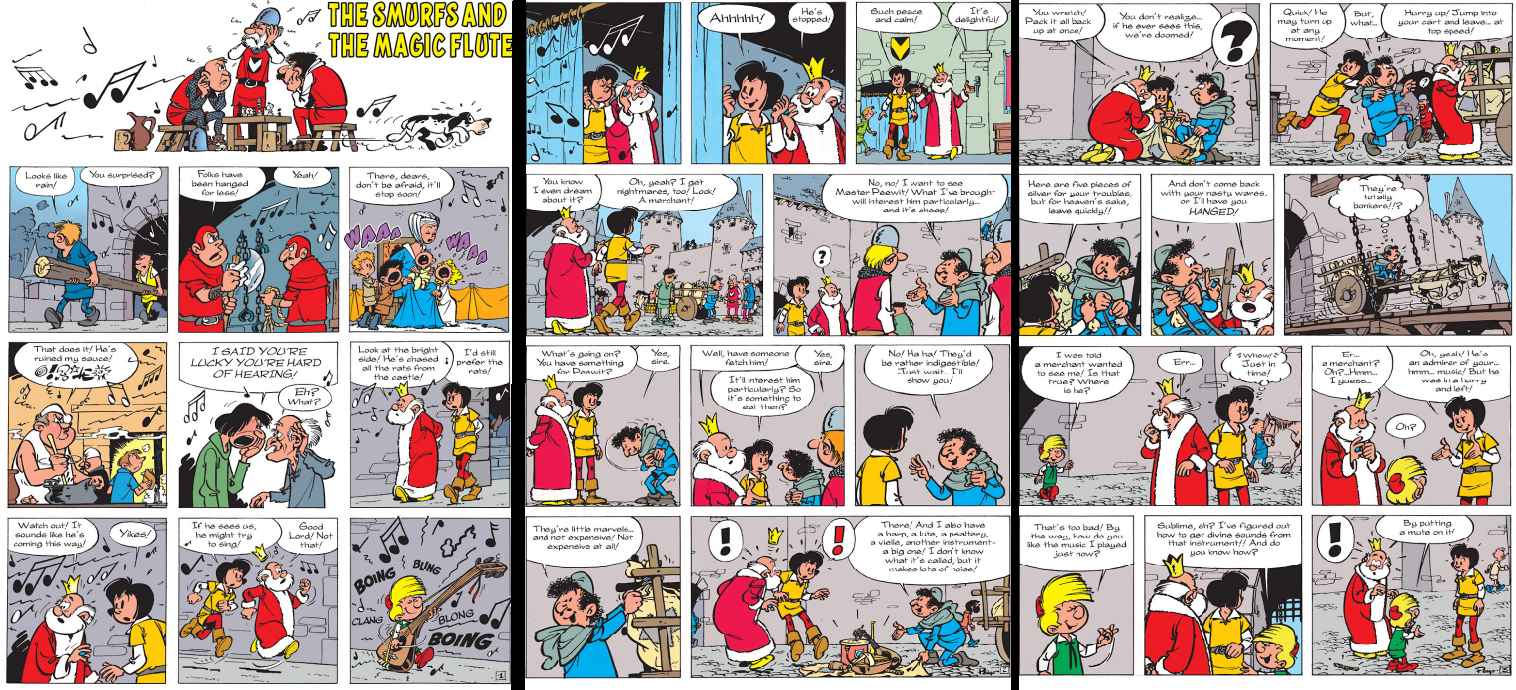 THE SMURFS AND
THE MAGIC FLUTE
Looks like
rain!
You surprised?
Folks have
been hanged
for less!
Yeah!
There, dears,
don't be afraid, it'll
stop soon!
WAAA
WAAA
That does it! He's
ruined my sauce!
I SAID YOU'RE
LUCKY YOU'RE HARD
OF HEARING!
Eh?
What?
Look at the bright
side! He's chased
all the rats from
the castle!
I'd still
prefer the
rats!
Watch out! It
sounds like he's
coming this way!
Yikes!
If he sees us,
he might try
to sing!
Good
Lord! Not
that!
BOING
BUNG
CLANG
BLONG
BOING
1
Ahhhhh!
He's
stopped!
Such peace
and calm!
It's
delightful!
You know
I even dream
about it?
Oh, yeah? I get
nightmares, too! Look!
A merchant!
?
No, no! I want to see
Master Peewit! What I've brought
will interest him particularly...
and it's cheap!
What's going on?
You have something
for Peewit?
Yes,
sire.
Well, have someone
fetch him!
Yes,
sire.
It'll interest him
particularly? So
it's something to
eat then?
No! Ha ha! They'd
be rather indigestible!
Just wait... I'll
show you!
They're little marvels...
and not expensive! Not
expensive at all!
!
!
There! And I also have
a harp, a lute, a psaltery,
a vielle, another instrument-
a big one! I don't know
what it's called, but it
makes lots of noise!
Peyo
You wretch!
Pack it all back
up at once!
You don't realize...
if he ever sees this,
we're doomed!
?
Quick! He
may turn up
at any
moment!
But,
what...
Hurry up! Jump into
your cart and leave... at
top speed!
Here are five pieces of
silver for your troubles,
but for heaven's sake,
leave quickly!!
And don't come back
with your nasty wares,
or I'll have you
HANGED!
They're
totally
bonkers!!?
I was told
a merchant wanted
to see me! Is that
true? Where
is he?
Err...
Whew!
Just in
time!
Er...
a merchant?
Oh?...Hmm...
I guess...
Oh, yeah! He's
an admirer of your...
hmm... music! But he
was in a hurry
and left!
Oh?
That's too bad! By
the way, how do you
like the music I played
just now?
Sublime, eh? I've figured out
how to get divine sounds from
that instrument!! And do
you know how?
!
By putting
a mute on it!
Peyo